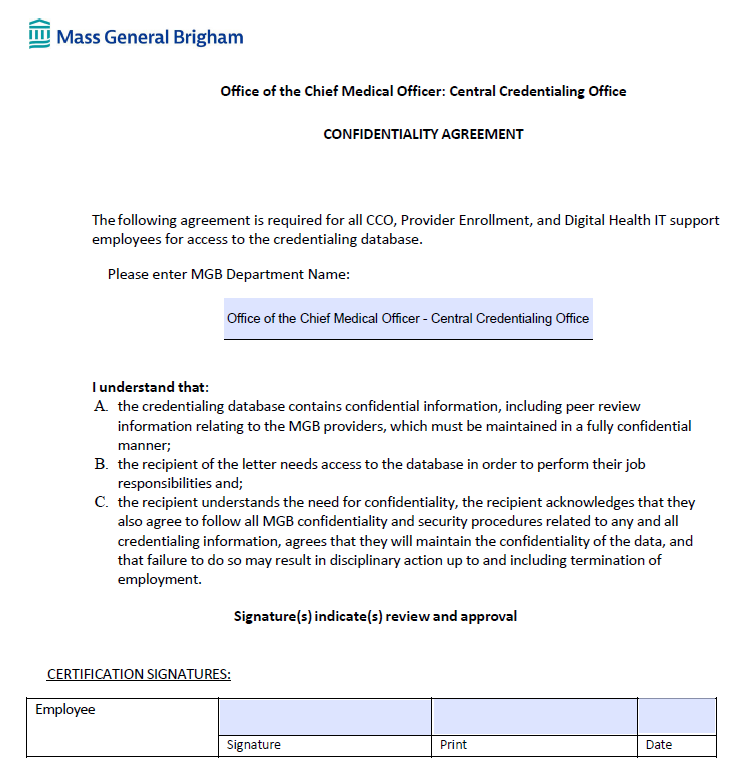 Mass General Brigham
Office of the Chief Medical Officer: Central Credentialing Office
CONFIDENTIALITY AGREEMENT
The following agreement is required for all CCO, Provider Enrollment, and Digital Health IT support
employees for access to the credentialing database.
Please enter MGB Department Name:
Office of the Chief Medical Officer - Central Credentialing Office
I understand that:
A. the credentialing database contains confidential information, including peer review
information relating to the MGB providers, which must be maintained in a fully confidential
manner;
B. the recipient of the letter needs access to the database in order to perform their job
responsibilities and;
C. the recipient understands the need for confidentiality, the recipient acknowledges that they
also agree to follow all MGB confidentiality and security procedures related to any and all
credentialing information, agrees that they will maintain the confidentiality of the data, and
that failure to do so may result in disciplinary action up to and including termination of
employment.
Signature(s) indicate(s) review and approval
CERTIFICATION SIGNATURES:
Employee
Signature Print Date